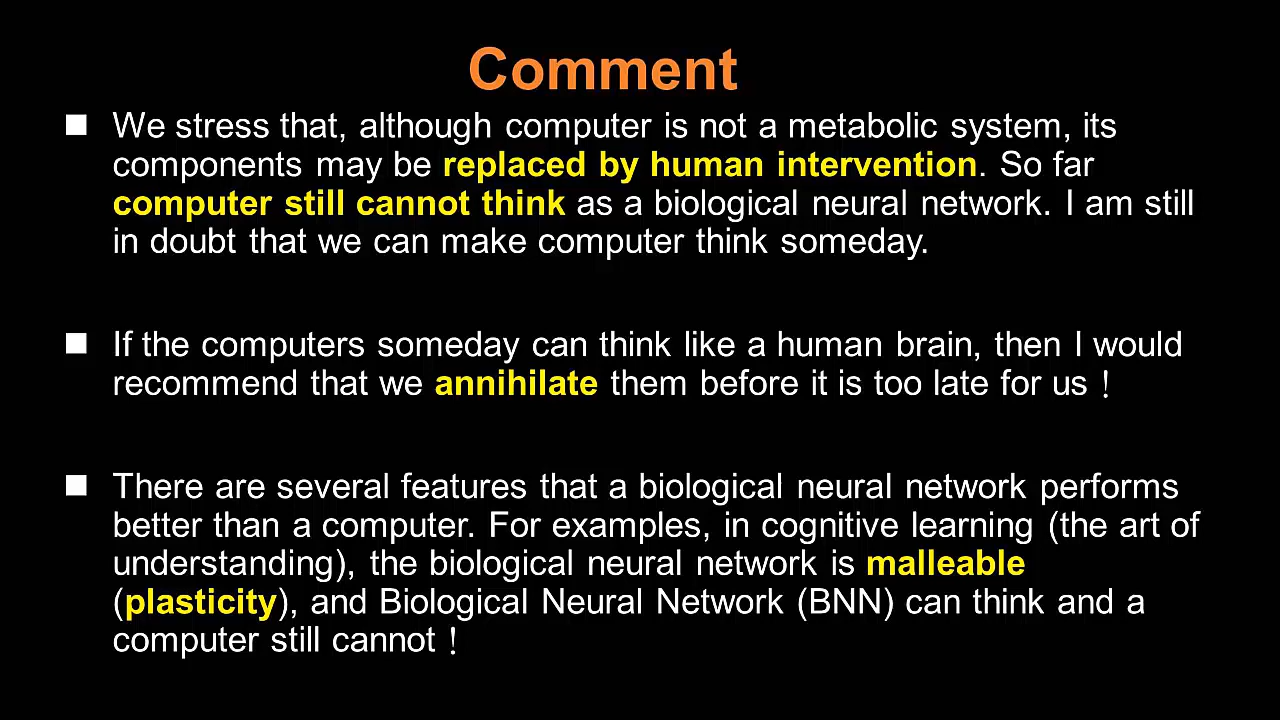 Comment
We stress that, although computer is not a metabolic system, its
components may be replaced by human intervention. So far
computer still cannot think as a biological neural network. I am still
in doubt that we can make computer think someday.
If the computers someday can think like a human brain, then I would
recommend that we annihilate them before it is too late for us！
There are several features that a biological neural network performs
better than a computer. For examples, in cognitive learning (the art of
understanding), the biological neural network is malleable
(plasticity), and Biological Neural Network (BNN) can think and a
computer still cannot！